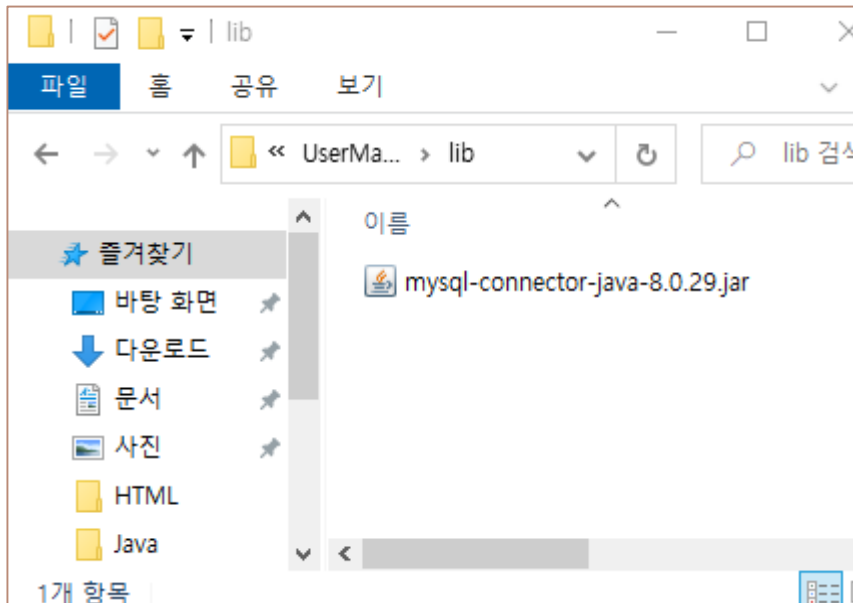 lib
파일 홈 공유 보기
« UserMa... › lib
lib 검색
이름
즐겨찾기
mysql-connector-java-8.0.29.jar
바탕 화면
다운로드
문서
사진
HTML
Java
1개 항목